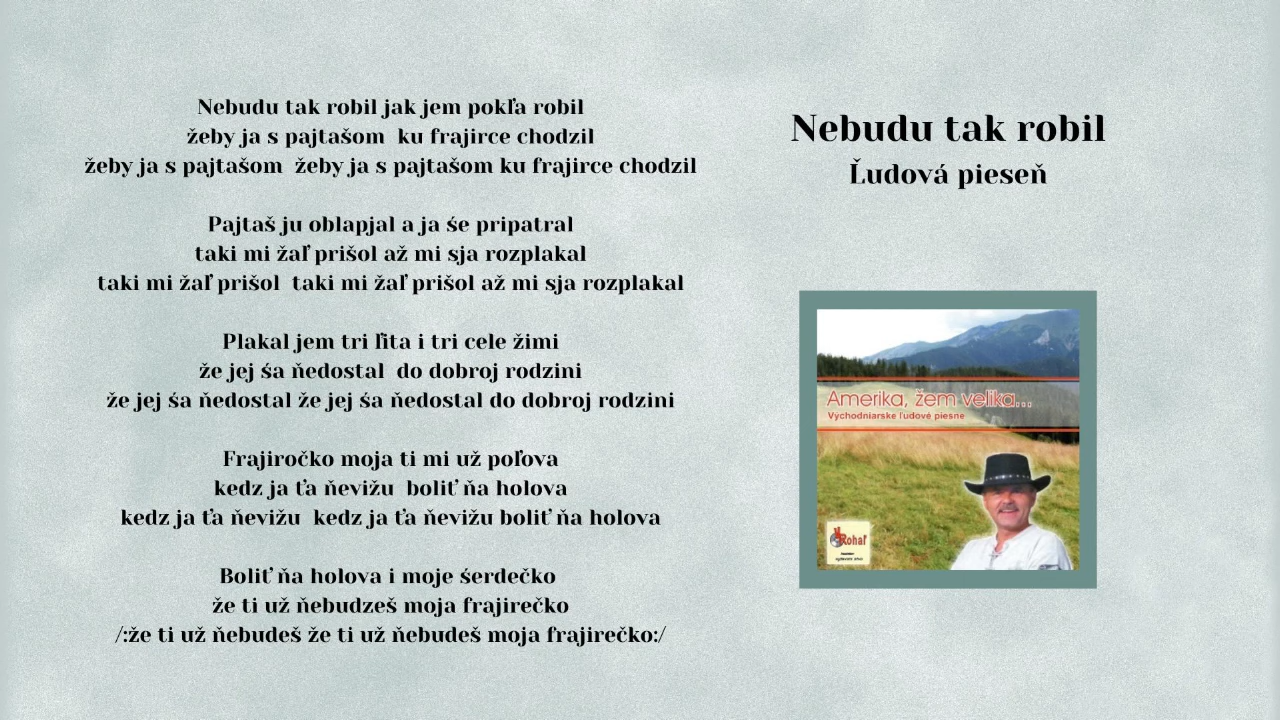 Nebudu tak robil jak jem pokľa robil
žeby ja s pajtašom  ku frajirce chodzil
žeby ja s pajtašom  žeby ja s pajtašom ku frajirce chodzil
Pajtaš ju oblapjal a ja śe pripatral
taki mi žaľ prišol až mi sja rozplakal
taki mi žaľ prišol  taki mi žaľ prišol až mi sja rozplakal
Plakal jem tri ľita i tri cele žimi
že jej śa ňedostal  do dobroj rodzini
že jej śa ňedostal že jej śa ňedostal do dobroj rodzini
Frajiročko moja ti mi už poľova
kedz ja ťa ňevižu  boliť ňa holova
kedz ja ťa ňevižu  kedz ja ťa ňevižu boliť ňa holova
Boliť ňa holova i moje śerdečko
že ti už ňebudzeš moja frajirečko
/:že ti už ňebudeš že ti už ňebudeš moja frajirečko:/
Nebudu tak robil
Ľudová pieseň
Amerika, žem velika...
Východniarske ľudové piesne
Rohaľ